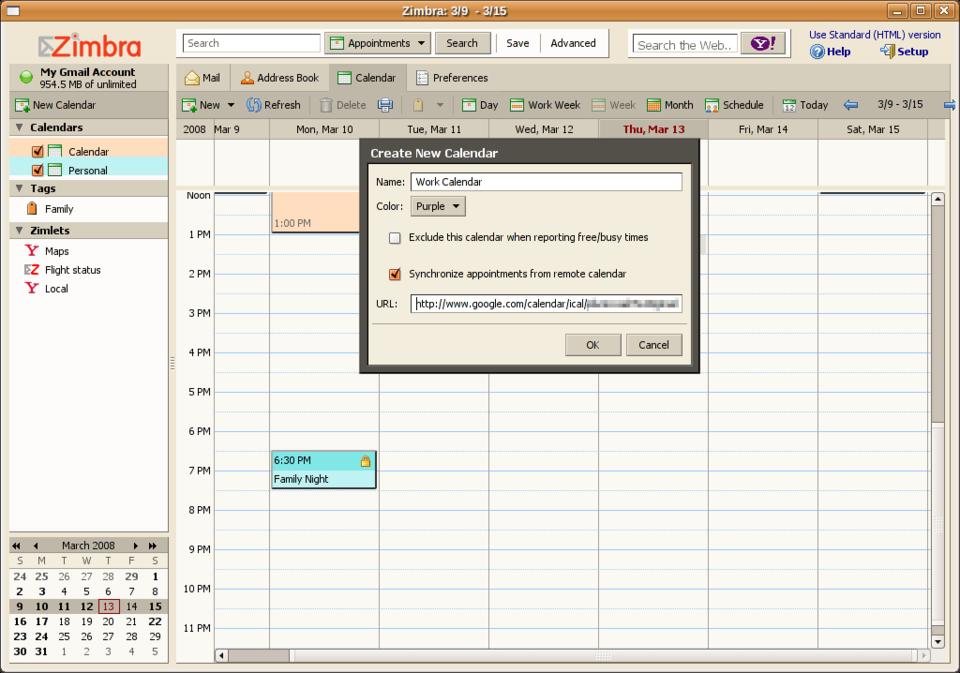 Zimbra: 3/9 - 3/15
Zimbra
Search Appointments Search Save Advanced
Search the Web.. Y!
Use Standard (HTML) version
Help Setup
My Gmail Account
954.5 MB of unlimited
Mail Address Book Calendar Preferences
New Calendar
New Refresh Delete Day Work Week Week Month Schedule 12 Today 3/9 - 3/15
Calendars
Calendar
Personal
Tags
Family
Zimlets
Maps
Flight status
Local
2008 Mar 9 Mon, Mar 10 Tue, Mar 11 Wed, Mar 12 Thu, Mar 13 Fri, Mar 14 Sat, Mar 15
Noon
1:00 PM
1 PM
2 PM
3 PM
4 PM
5 PM
6 PM
6:30 PM
Family Night
7 PM
8 PM
9 PM
10 PM
11 PM
Create New Calendar
Name: Work Calendar
Color: Purple
Exclude this calendar when reporting free/busy times
Synchronize appointments from remote calendar
URL: http://www.google.com/calendar/ical/
OK Cancel
March 2008
S M T W T F S
24 25 26 27 28 29 1
2 3 4 5 6 7 8
9 10 11 12 13 14 15
16 17 18 19 20 21 22
23 24 25 26 27 28 29
30 31 1 2 3 4 5